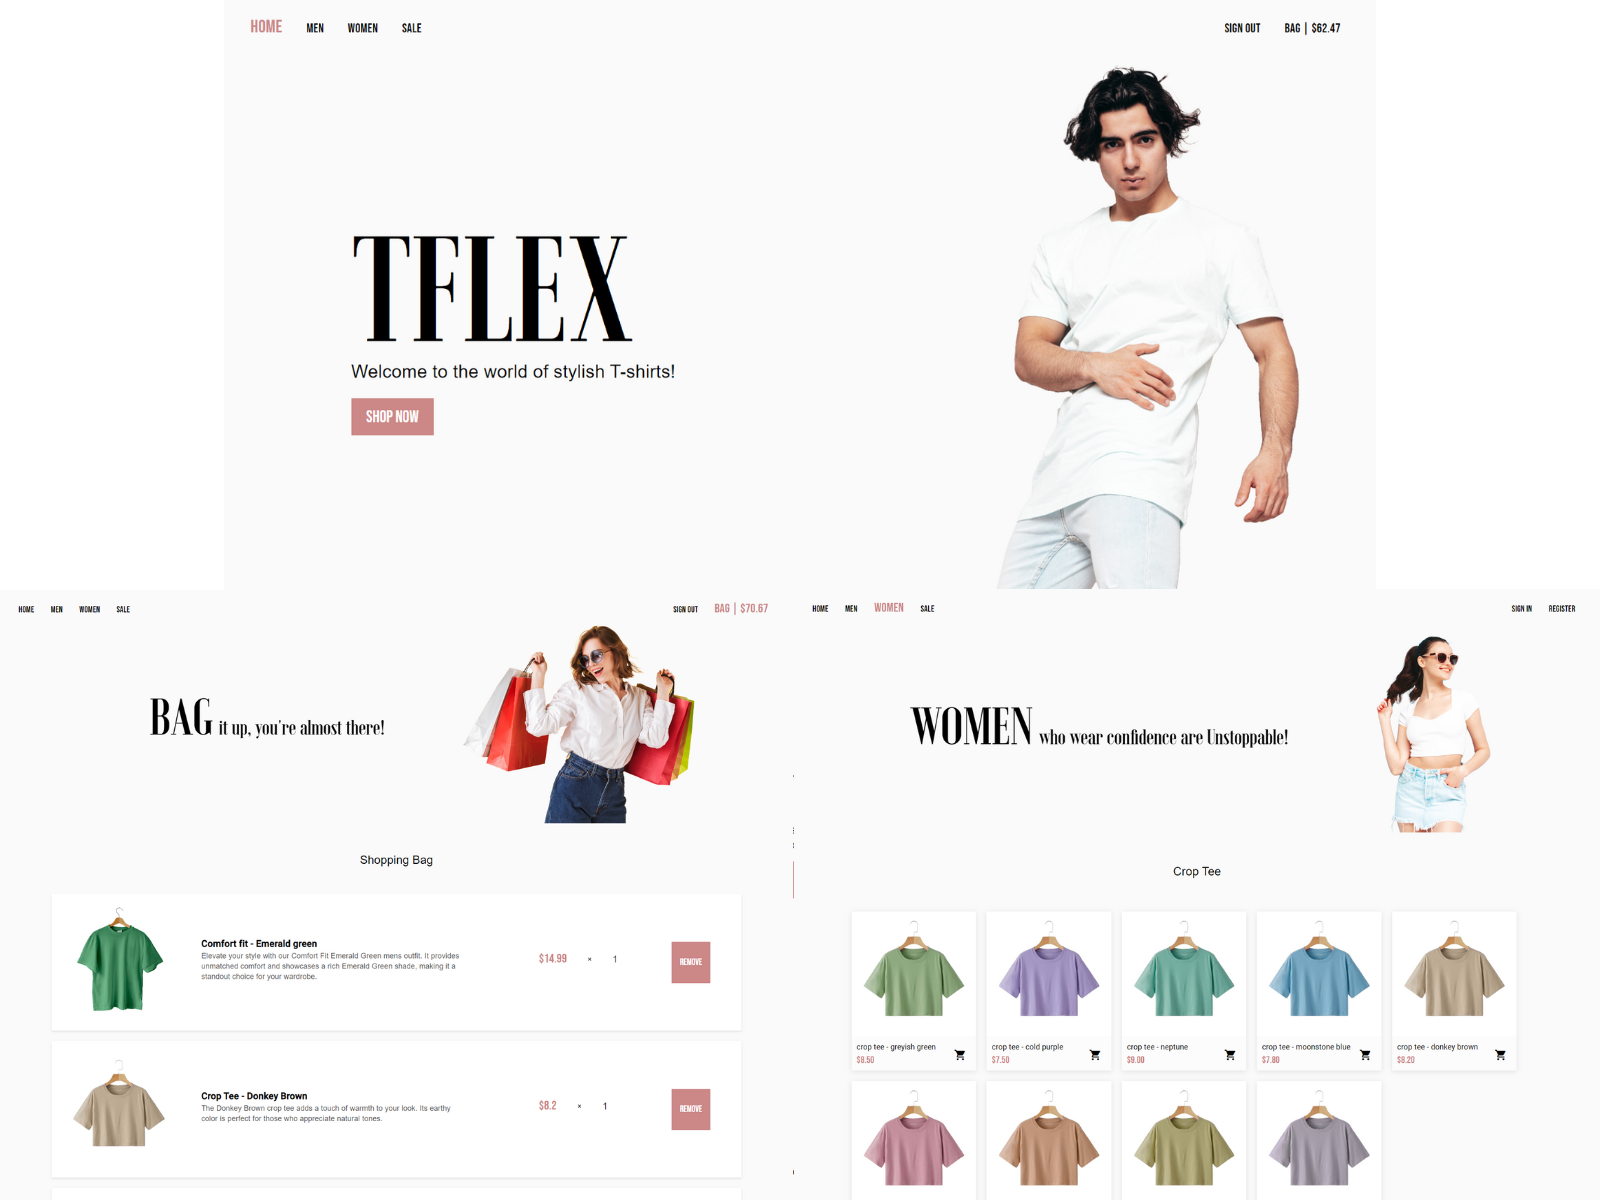 HOME MEN WOMEN SALE SIGN OUT BAG | $62.47
TFLEX
Welcome to the world of stylish T-shirts!
SHOP NOW
HOME MEN WOMEN SALE SIGN OUT BAG | $70.67
BAG it up, you're almost there!
Shopping Bag
Comfort fit - Emerald green
Elevate your style with our Comfort Fit Emerald Green mens outfit. It provides
unmatched comfort and showcases a rich Emerald Green shade, making it a
standout choice for your wardrobe.
$14.99 × 1
REMOVE
Crop Tee - Donkey Brown
The Donkey Brown crop tee adds a touch of warmth to your look. Its earthy
color is perfect for those who appreciate natural tones.
$8.2 × 1
REMOVE
HOME MEN WOMEN SALE SIGN IN REGISTER
WOMEN who wear confidence are Unstoppable!
Crop Tee
crop tee - greyish green
$8.50
crop tee - cold purple
$7.50
crop tee - neptune
$9.00
crop tee - moonstone blue
$7.80
crop tee - donkey brown
$8.20